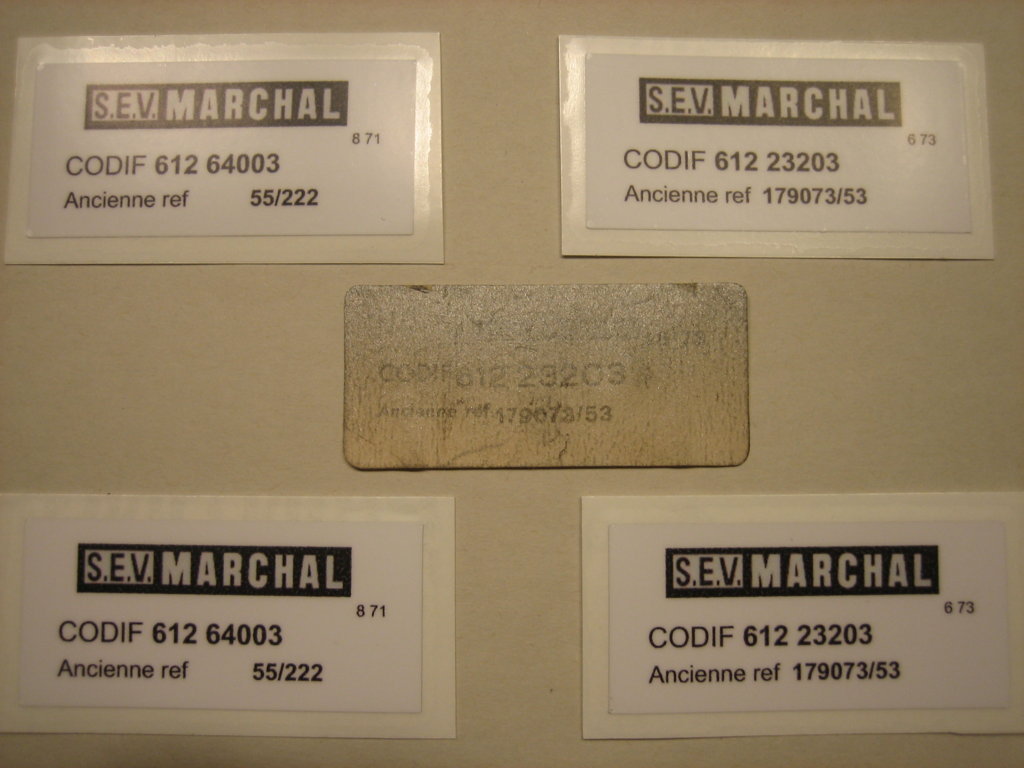 S.E.V. MARCHAL
8 71
CODIF 612 64003
Ancienne ref 55/222
S.E.V. MARCHAL
6 73
CODIF 612 23203
Ancienne ref 179073/53
CODIF 612 23203
Ancienne ref 179073/53
S.E.V. MARCHAL
8 71
CODIF 612 64003
Ancienne ref 55/222
S.E.V. MARCHAL
6 73
CODIF 612 23203
Ancienne ref 179073/53